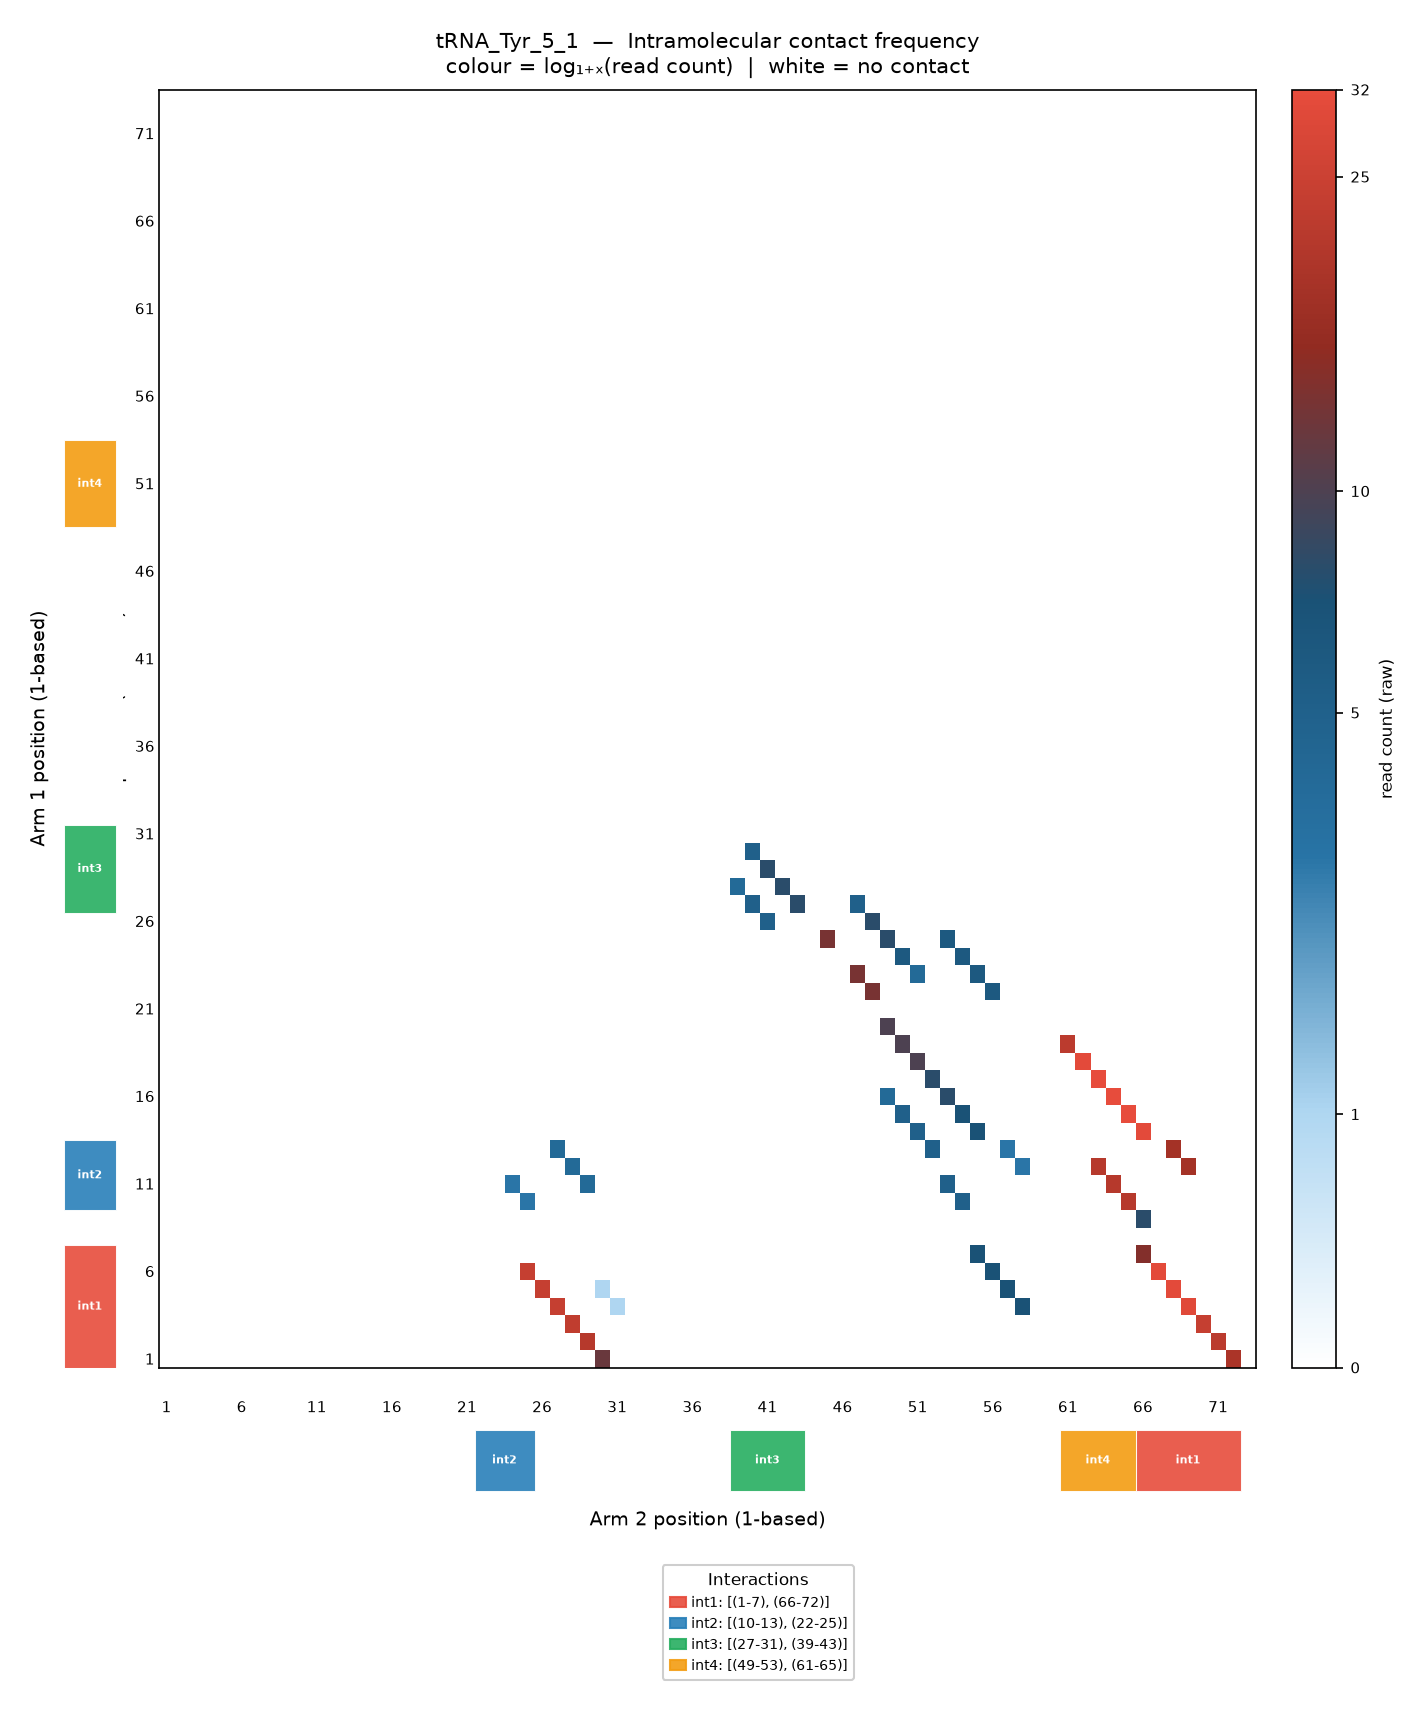 tRNA_Tyr_5_1  —  Intramolecular contact frequency
colour = log₁₊ₓ(read count)  |  white = no contact
71
66
61
56
51
46
41
36
31
26
21
16
11
6
1
int4
int3
int2
int1
Arm 1 position (1-based)
1 6 11 16 21 26 31 36 41 46 51 56 61 66 71
int2 int3 int4 int1
Arm 2 position (1-based)
32
25
10
5
1
0
read count (raw)
Interactions
int1: [(1-7), (66-72)]
int2: [(10-13), (22-25)]
int3: [(27-31), (39-43)]
int4: [(49-53), (61-65)]